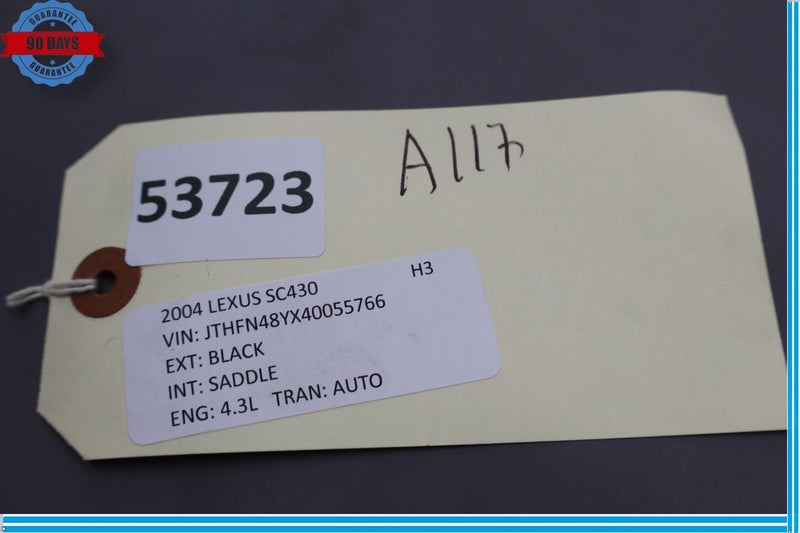 GUARANTEE
90 DAYS
GUARANTEE
53723
A117
2004 LEXUS SC430 H3
VIN: JTHFN48YX40055766
EXT: BLACK
INT: SADDLE
ENG: 4.3L TRAN: AUTO